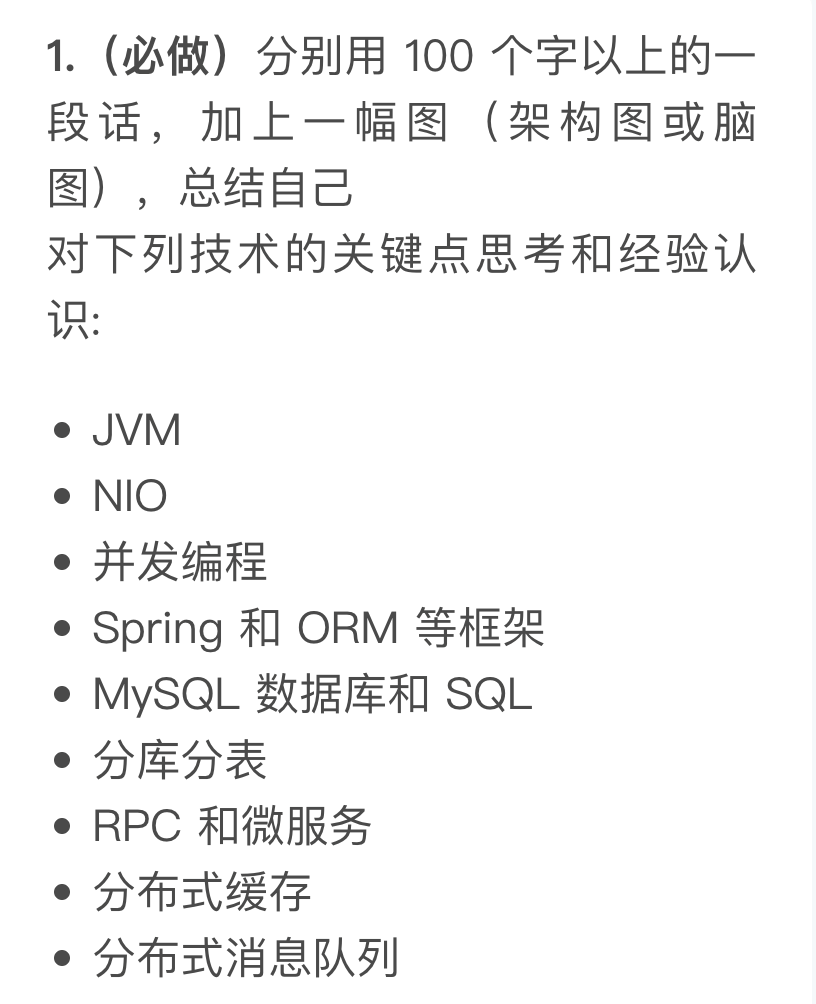 1.（必做）分别用 100 个字以上的一
段话，加上一幅图（架构图或脑
图），总结自己
对下列技术的关键点思考和经验认
识:
• JVM
• NIO
• 并发编程
• Spring 和 ORM 等框架
• MySQL 数据库和 SQL
• 分库分表
• RPC 和微服务
• 分布式缓存
• 分布式消息队列